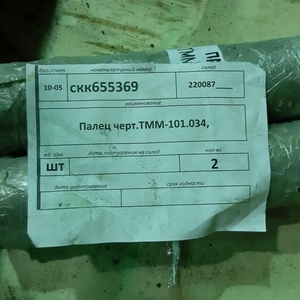 бал./счет номенклатурный номер склад
10-05 скк655369 220087____
наименование
Палец черт.ТММ-101.034,
ед. изм. дата поступления на склад кол-во
шт 2
дата изготовления срок годности